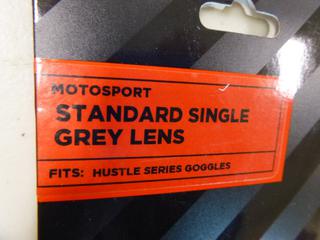 MOTOSPORT
STANDARD SINGLE
GREY LENS
FITS: HUSTLE SERIES GOGGLES